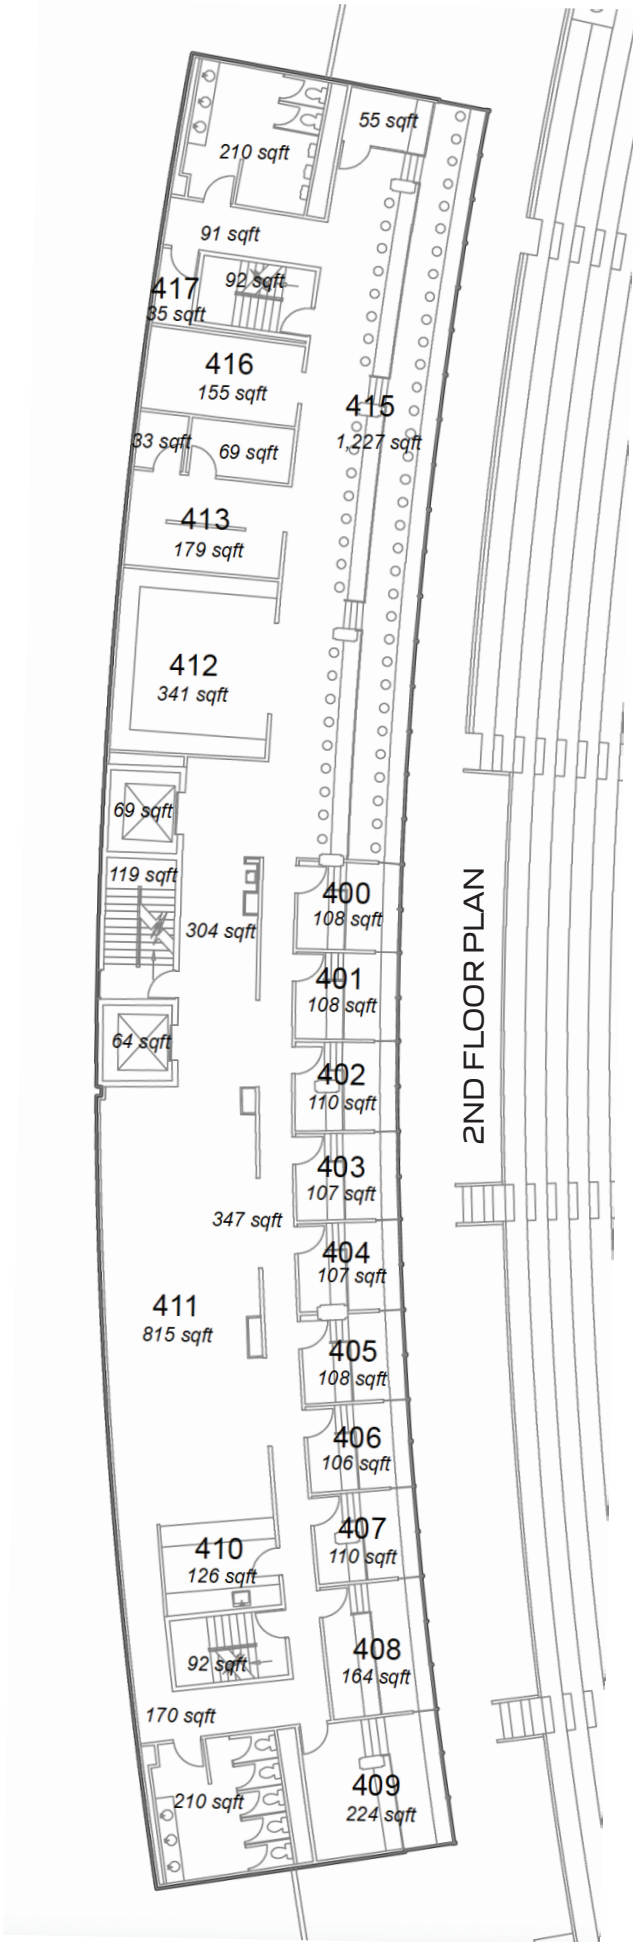 55 sqft
210 sqft
91 sqft
92 sqft
417
35 sqft
416
155 sqft
415
1,227 sqft
33 sqft
69 sqft
413
179 sqft
412
341 sqft
69 sqft
119 sqft
304 sqft
400
108 sqft
401
108 sqft
64 sqft
402
110 sqft
2ND FLOOR PLAN
403
107 sqft
347 sqft
404
107 sqft
411
815 sqft
405
108 sqft
406
106 sqft
407
110 sqft
410
126 sqft
408
164 sqft
92 sqft
170 sqft
409
224 sqft
210 sqft